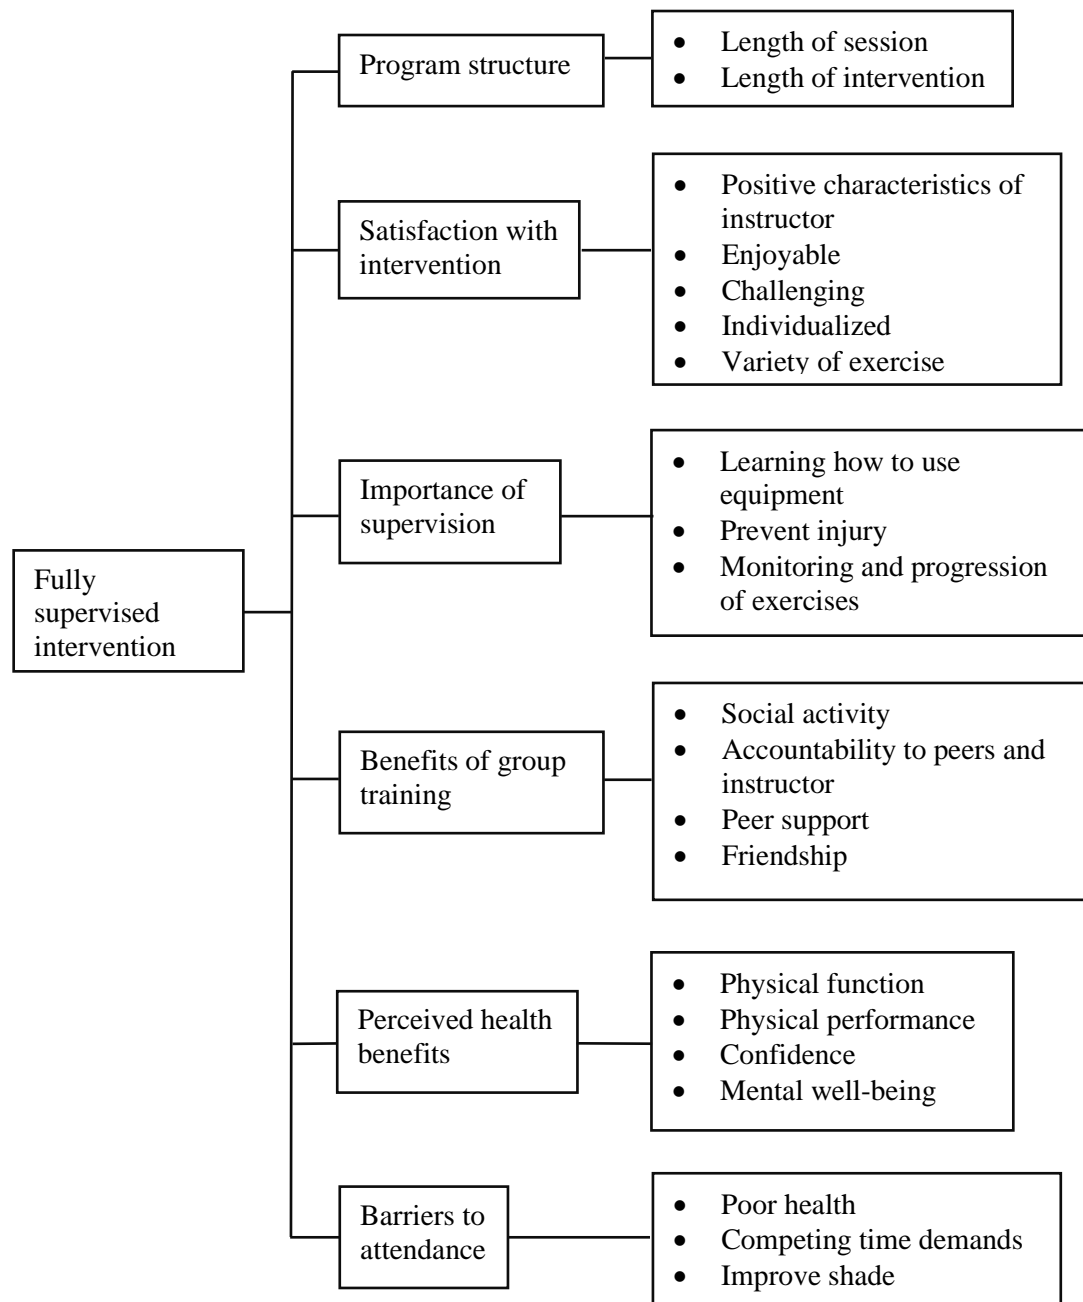 Fully
supervised
intervention
Program structure
• Length of session
• Length of intervention
Satisfaction with
intervention
• Positive characteristics of
instructor
• Enjoyable
• Challenging
• Individualized
• Variety of exercise
Importance of
supervision
• Learning how to use
equipment
• Prevent injury
• Monitoring and progression
of exercises
Benefits of group
training
• Social activity
• Accountability to peers and
instructor
• Peer support
• Friendship
Perceived health
benefits
• Physical function
• Physical performance
• Confidence
• Mental well-being
Barriers to
attendance
• Poor health
• Competing time demands
• Improve shade